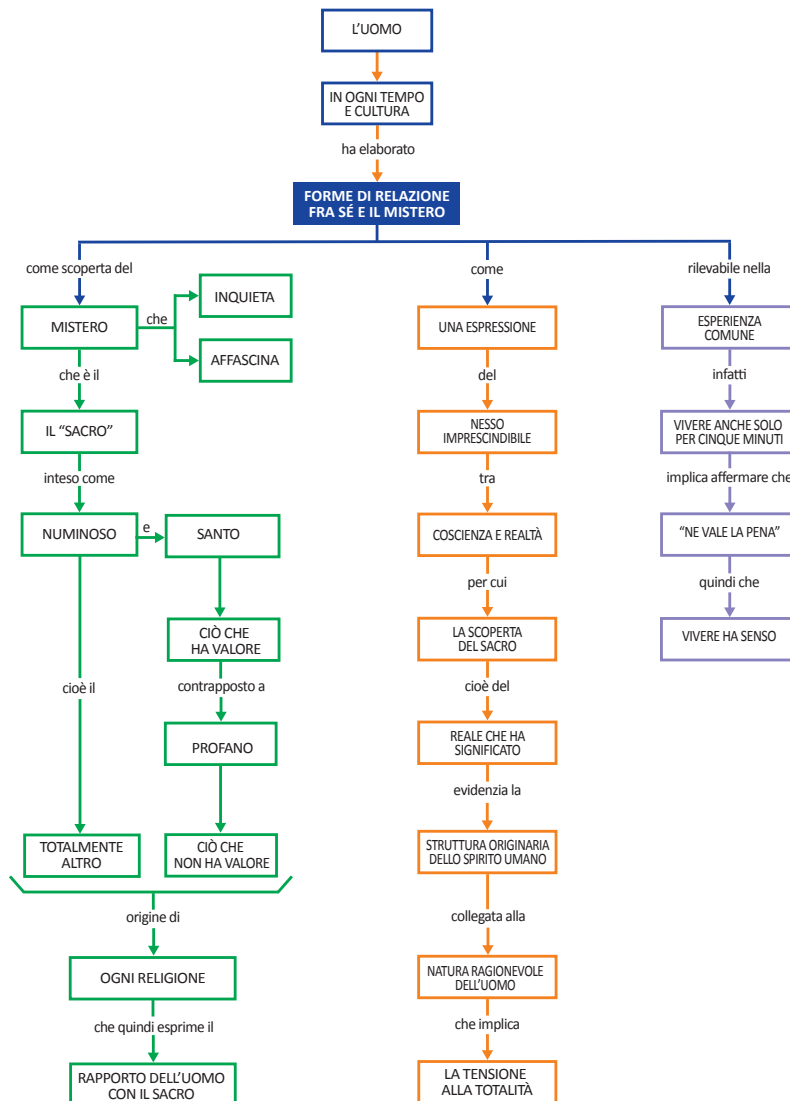 L'UOMO
IN OGNI TEMPO
E CULTURA
ha elaborato
FORME DI RELAZIONE
FRA SÉ E IL MISTERO
come scoperta del
MISTERO
che
INQUIETA
AFFASCINA
che è il
IL “SACRO”
inteso come
NUMINOSO
e
SANTO
CIÒ CHE
HA VALORE
cioè il
contrapposto a
PROFANO
TOTALMENTE
ALTRO
CIÒ CHE
NON HA VALORE
origine di
OGNI RELIGIONE
che quindi esprime il
RAPPORTO DELL'UOMO
CON IL SACRO
come
UNA ESPRESSIONE
del
NESSO
IMPRESCINDIBILE
tra
COSCIENZA E REALTÀ
per cui
LA SCOPERTA
DEL SACRO
cioè del
REALE CHE HA
SIGNIFICATO
evidenzia la
STRUTTURA ORIGINARIA
DELLO SPIRITO UMANO
collegata alla
NATURA RAGIONEVOLE
DELL'UOMO
che implica
LA TENSIONE
ALLA TOTALITÀ
rilevabile nella
ESPERIENZA
COMUNE
infatti
VIVERE ANCHE SOLO
PER CINQUE MINUTI
implica affermare che
“NE VALE LA PENA”
quindi che
VIVERE HA SENSO